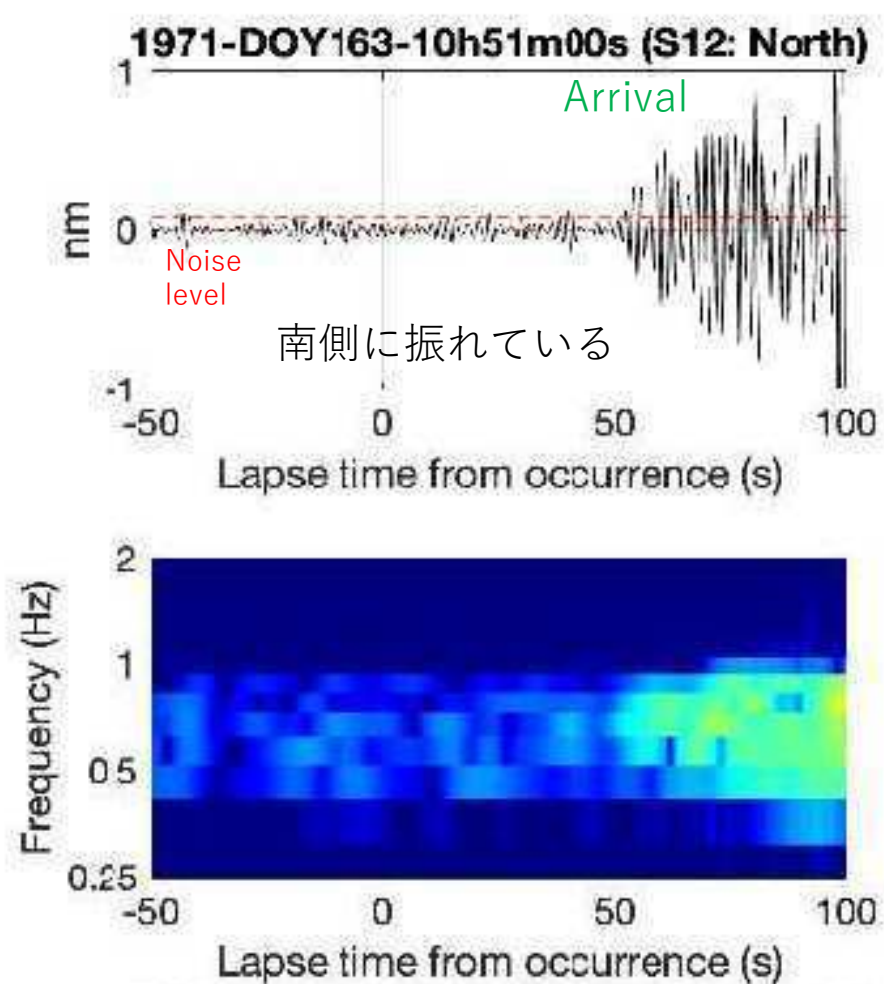 1971-DOY163-10h51m00s (S12: North)
1
Arrival
nm
0
Noise
level
南側に振れている
-1
-50 0 50 100
Lapse time from occurrence (s)
2
Frequency (Hz)
1
0.5
0.25
-50 0 50 100
Lapse time from occurrence (s)